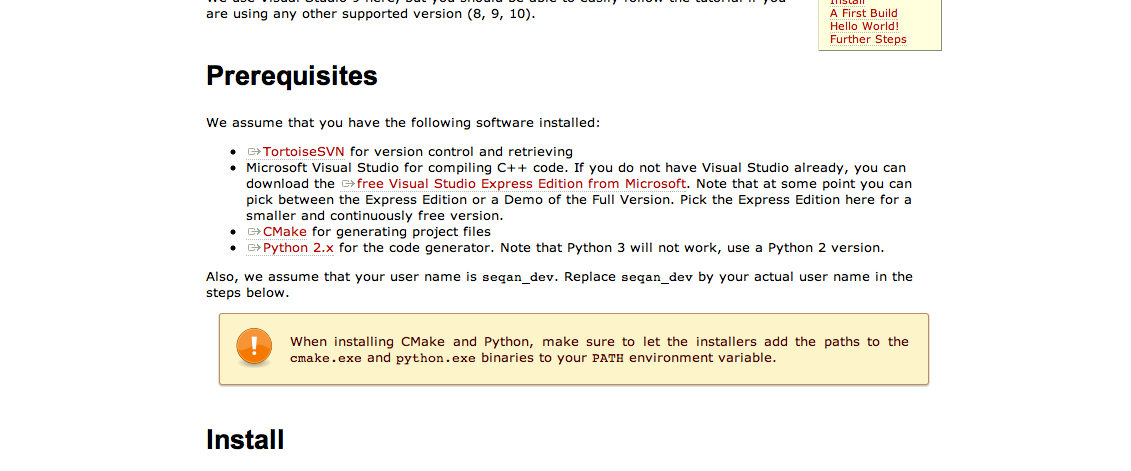 are using any other supported version (8, 9, 10).
Install
A First Build
Hello World!
Further Steps
Prerequisites
We assume that you have the following software installed:
TortoiseSVN for version control and retrieving
Microsoft Visual Studio for compiling C++ code. If you do not have Visual Studio already, you can
download the free Visual Studio Express Edition from Microsoft. Note that at some point you can
pick between the Express Edition or a Demo of the Full Version. Pick the Express Edition here for a
smaller and continuously free version.
CMake for generating project files
Python 2.x for the code generator. Note that Python 3 will not work, use a Python 2 version.
Also, we assume that your user name is seqan_dev. Replace seqan_dev by your actual user name in the
steps below.
When installing CMake and Python, make sure to let the installers add the paths to the
cmake.exe and python.exe binaries to your PATH environment variable.
Install